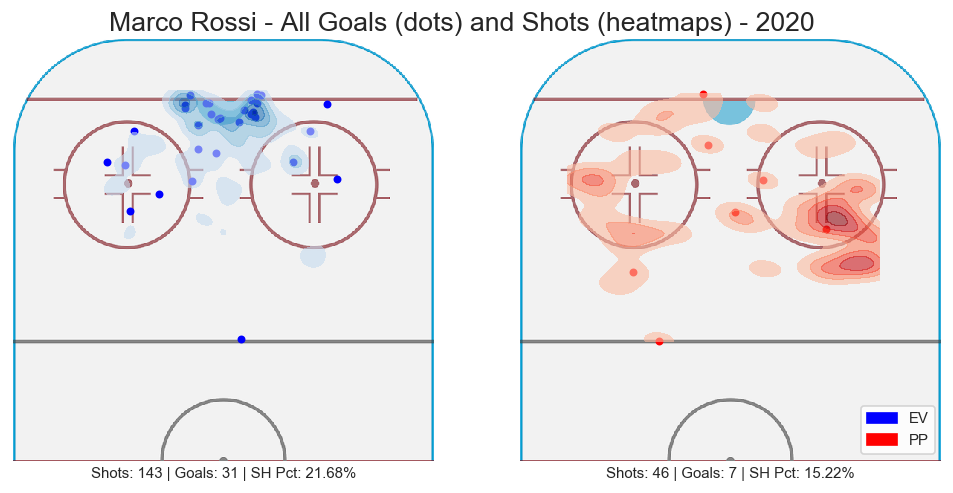 Marco Rossi - All Goals (dots) and Shots (heatmaps) - 2020
EV
PP
Shots: 143 | Goals: 31 | SH Pct: 21.68%
Shots: 46 | Goals: 7 | SH Pct: 15.22%